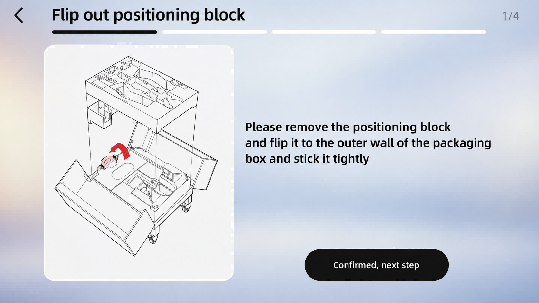 Flip out positioning block
1/4
Please remove the positioning block
and flip it to the outer wall of the packaging
box and stick it tightly
Confirmed, next step